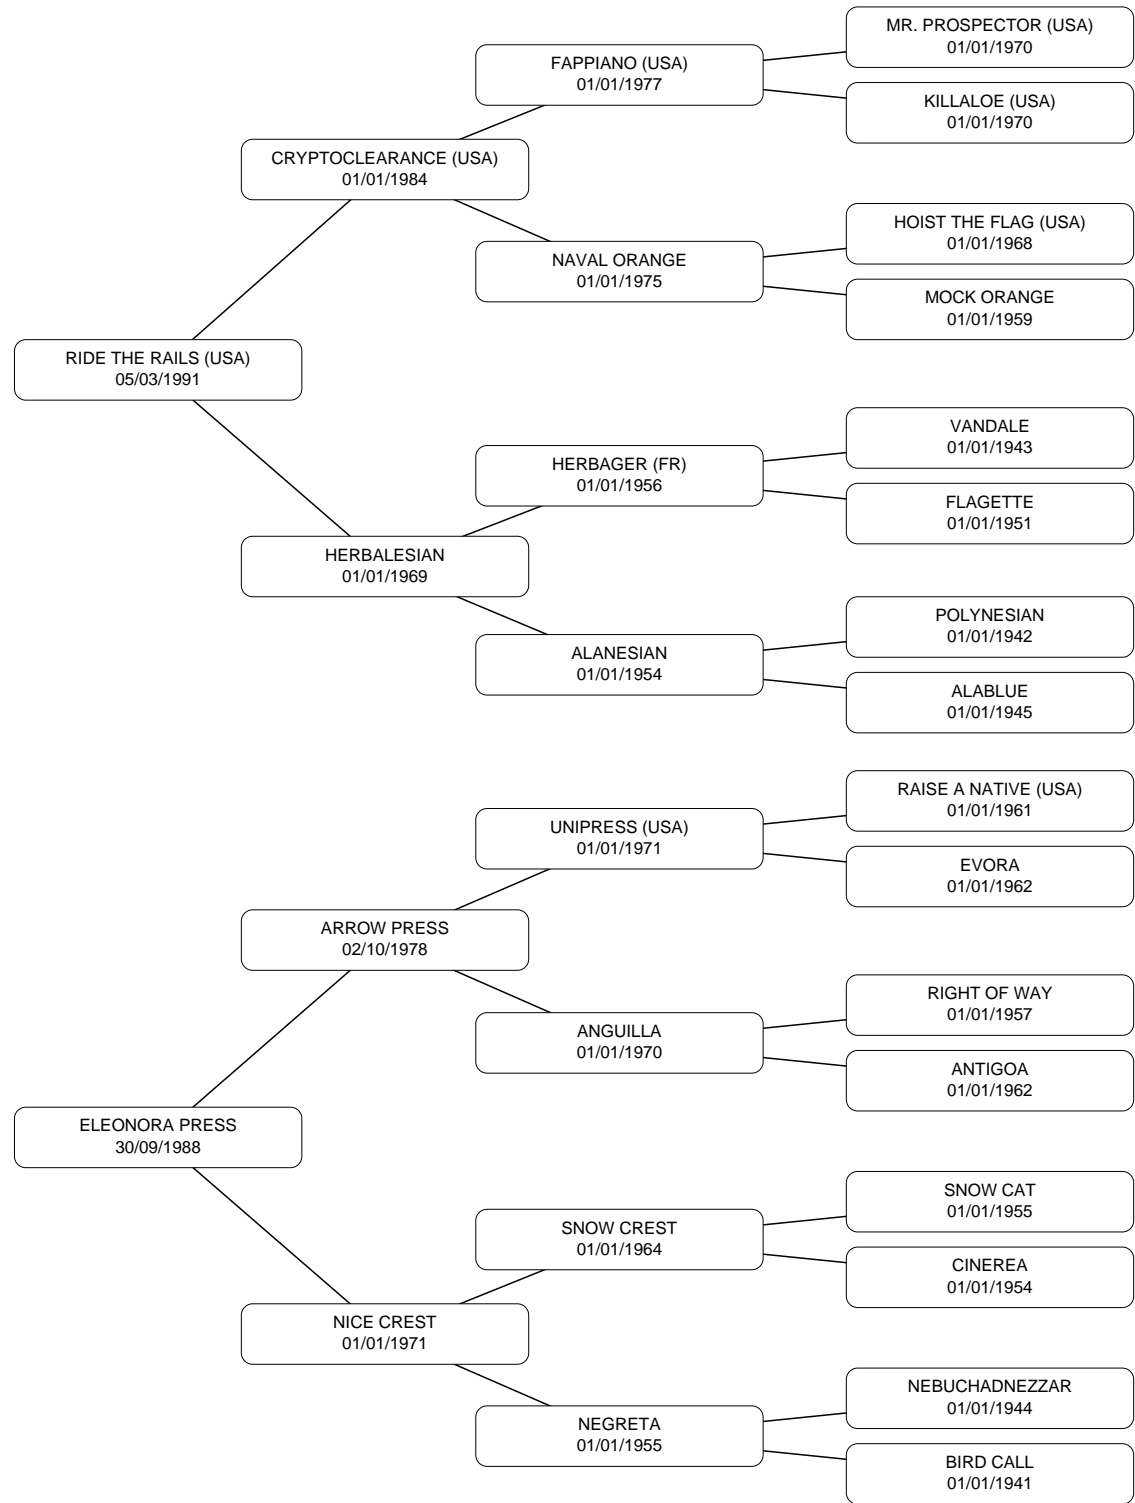 MR. PROSPECTOR (USA)
01/01/1970
FAPPIANO (USA)
01/01/1977
KILLALOE (USA)
01/01/1970
CRYPTOCLEARANCE (USA)
01/01/1984
HOIST THE FLAG (USA)
01/01/1968
NAVAL ORANGE
01/01/1975
MOCK ORANGE
01/01/1959
RIDE THE RAILS (USA)
05/03/1991
VANDALE
01/01/1943
HERBAGER (FR)
01/01/1956
FLAGETTE
01/01/1951
HERBALESIAN
01/01/1969
POLYNESIAN
01/01/1942
ALANESIAN
01/01/1954
ALABLUE
01/01/1945
RAISE A NATIVE (USA)
01/01/1961
UNIPRESS (USA)
01/01/1971
EVORA
01/01/1962
ARROW PRESS
02/10/1978
RIGHT OF WAY
01/01/1957
ANGUILLA
01/01/1970
ANTIGOA
01/01/1962
ELEONORA PRESS
30/09/1988
SNOW CAT
01/01/1955
SNOW CREST
01/01/1964
CINEREA
01/01/1954
NICE CREST
01/01/1971
NEBUCHADNEZZAR
01/01/1944
NEGRETA
01/01/1955
BIRD CALL
01/01/1941